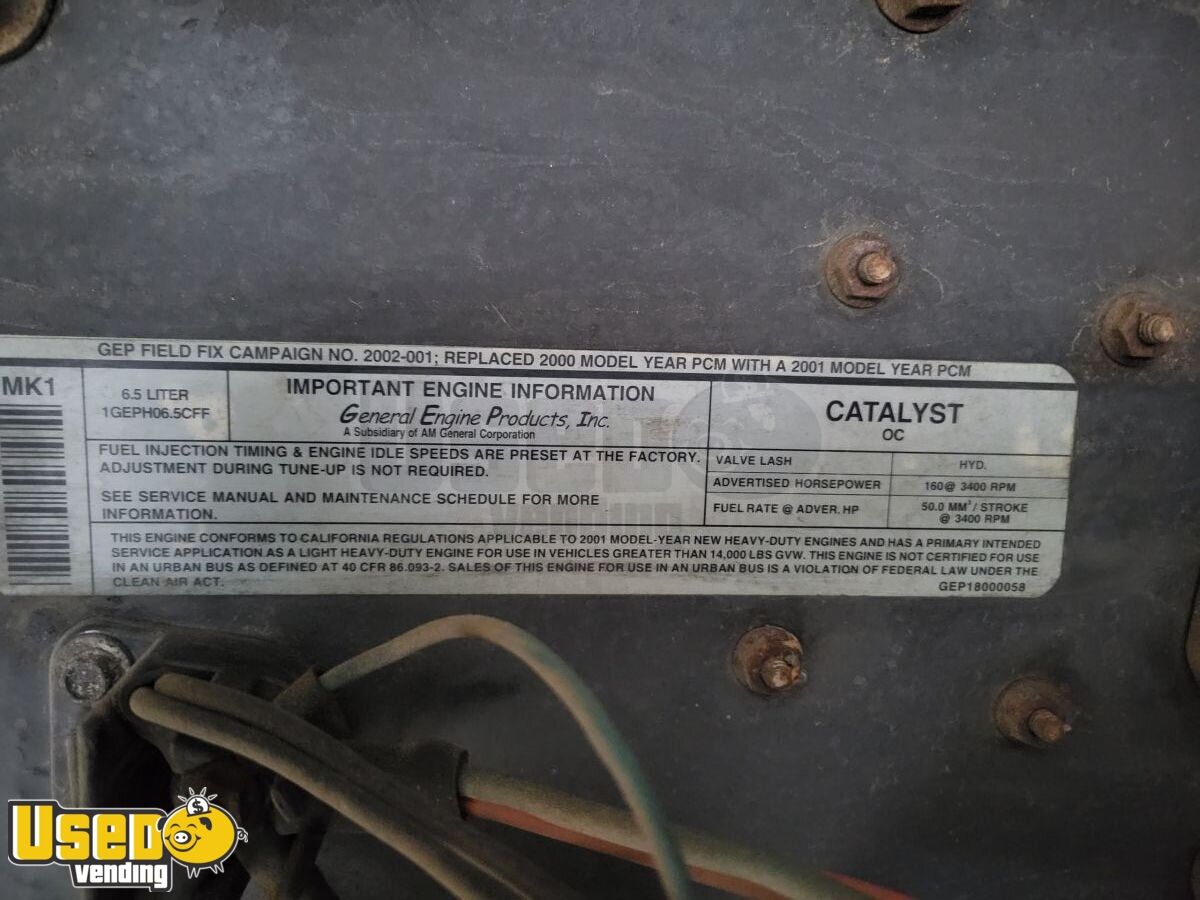 GEP FIELD FIX CAMPAIGN NO. 2002-001; REPLACED 2000 MODEL YEAR PCM WITH A 2001 MODEL YEAR PCM
MK1
6.5 LITER
1GEPH06.5CFF
IMPORTANT ENGINE INFORMATION
General Engine Products, Inc.
A Subsidiary of AM General Corporation
CATALYST
OC
FUEL INJECTION TIMING & ENGINE IDLE SPEEDS ARE PRESET AT THE FACTORY.
ADJUSTMENT DURING TUNE-UP IS NOT REQUIRED.
SEE SERVICE MANUAL AND MAINTENANCE SCHEDULE FOR MORE
INFORMATION.
VALVE LASH HYD.
ADVERTISED HORSEPOWER 160@ 3400 RPM
FUEL RATE @ ADVER. HP 50.0 MM³/ STROKE
@ 3400 RPM
THIS ENGINE CONFORMS TO CALIFORNIA REGULATIONS APPLICABLE TO 2001 MODEL-YEAR NEW HEAVY-DUTY ENGINES AND HAS A PRIMARY INTENDED
SERVICE APPLICATION AS A LIGHT HEAVY-DUTY ENGINE FOR USE IN VEHICLES GREATER THAN 14,000 LBS GVW. THIS ENGINE IS NOT CERTIFIED FOR USE
IN AN URBAN BUS AS DEFINED AT 40 CFR 86.093-2. SALES OF THIS ENGINE FOR USE IN AN URBAN BUS IS A VIOLATION OF FEDERAL LAW UNDER THE
CLEAN AIR ACT.
GEP18000058
USED
VENDING
Used
vending